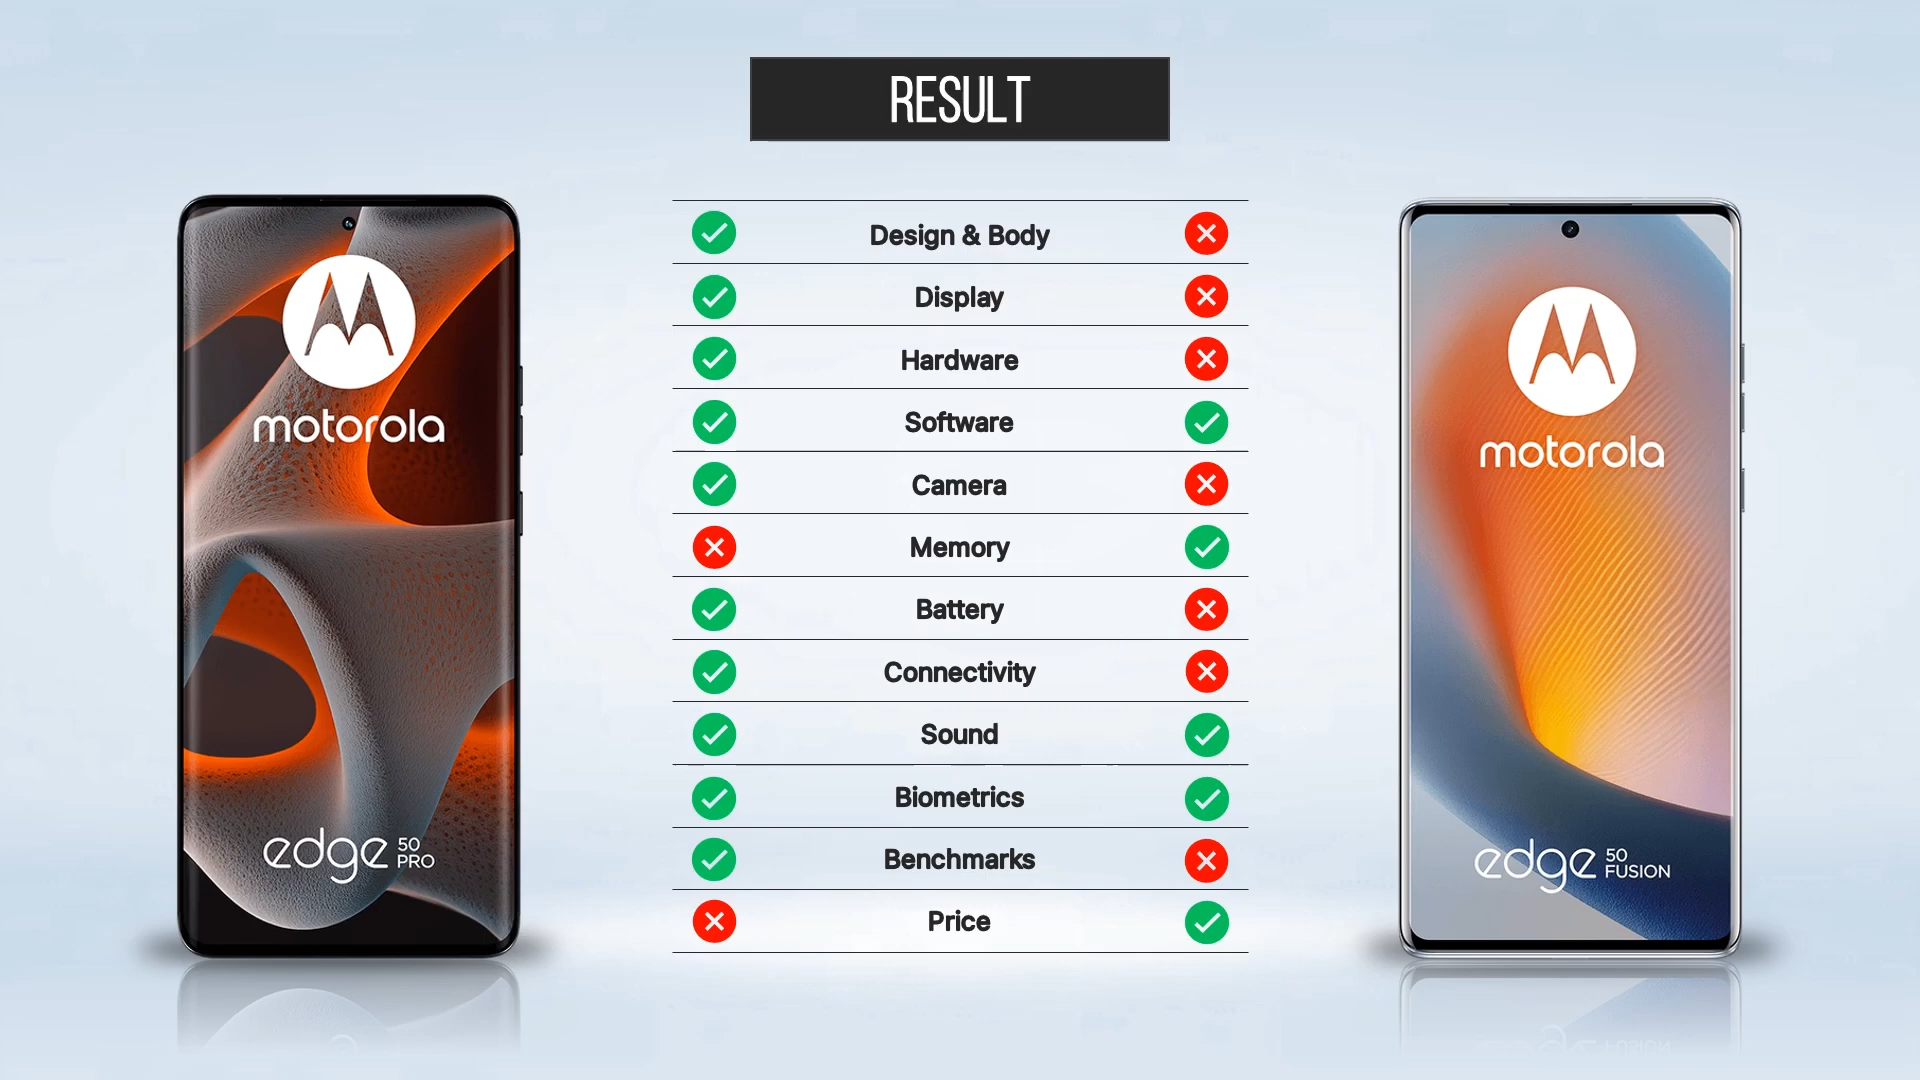 RESULT
Design & Body
Display
Hardware
Software
Camera
Memory
Battery
Connectivity
Sound
Biometrics
Benchmarks
Price
motorola
edge 50 PRO
motorola
edge 50 FUSION